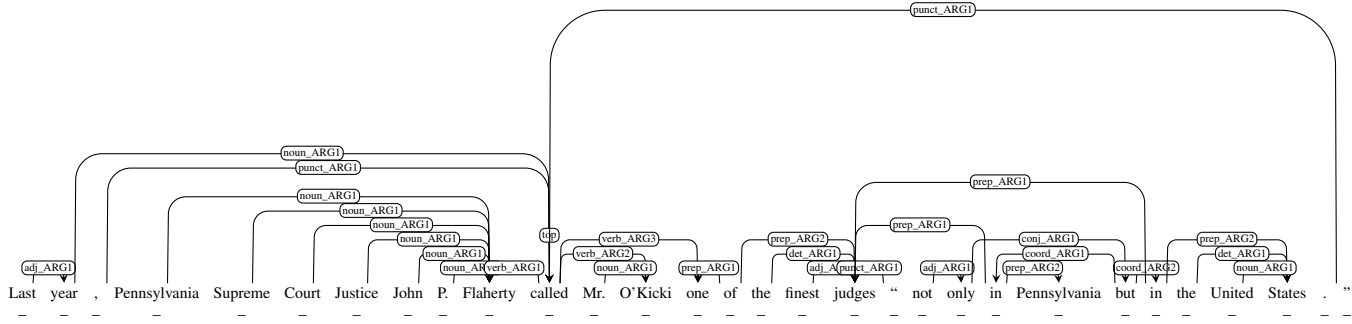 punct_ARG1
noun_ARG1
punct_ARG1
noun_ARG1 prep_ARG1
noun_ARG1
noun_ARG1 prep_ARG1
noun_ARG1 top verb_ARG3 prep_ARG2 conj_ARG1 prep_ARG2
noun_ARG1 verb_ARG2 det_ARG1 coord_ARG1 det_ARG1
adj_ARG1 verb_ARG1 noun_ARG1 prep_ARG1 punct_ARG1 adj_ARG1 prep_ARG2 coord_ARG2 noun_ARG1
Last year , Pennsylvania Supreme Court Justice John P. Flaherty called Mr. O'Kicki one of the finest judges “ not only in Pennsylvania but in the United States . ”
_ _ _ _ _ _ _ _ _ _ _ _ _ _ _ _ _ _ _ _ _ _ _ _ _ _ _ _ _ _